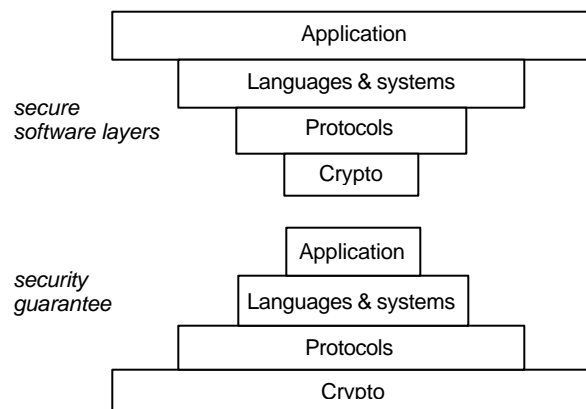 Application
Languages & systems
secure
software layers
Protocols
Crypto
Application
security
guarantee
Languages & systems
Protocols
Crypto